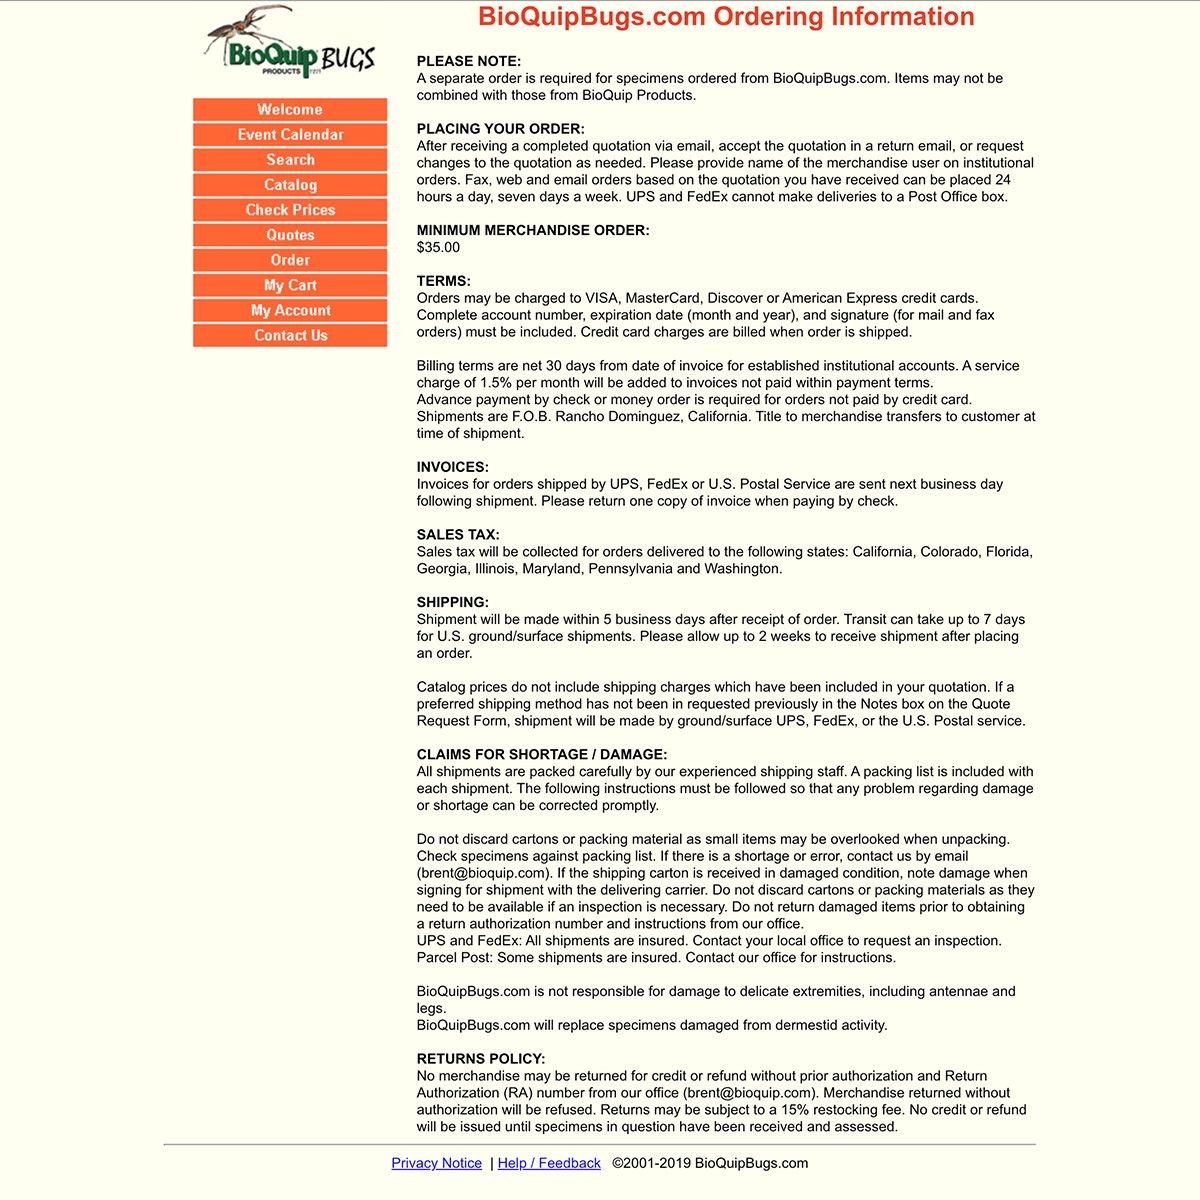 BioQuip BUGS
PRODUCTS
Welcome
Event Calendar
Search
Catalog
Check Prices
Quotes
Order
My Cart
My Account
Contact Us
BioQuipBugs.com Ordering Information
PLEASE NOTE:
A separate order is required for specimens ordered from BioQuipBugs.com. Items may not be
combined with those from BioQuip Products.
PLACING YOUR ORDER:
After receiving a completed quotation via email, accept the quotation in a return email, or request
changes to the quotation as needed. Please provide name of the merchandise user on institutional
orders. Fax, web and email orders based on the quotation you have received can be placed 24
hours a day, seven days a week. UPS and FedEx cannot make deliveries to a Post Office box.
MINIMUM MERCHANDISE ORDER:
$35.00
TERMS:
Orders may be charged to VISA, MasterCard, Discover or American Express credit cards.
Complete account number, expiration date (month and year), and signature (for mail and fax
orders) must be included. Credit card charges are billed when order is shipped.
Billing terms are net 30 days from date of invoice for established institutional accounts. A service
charge of 1.5% per month will be added to invoices not paid within payment terms.
Advance payment by check or money order is required for orders not paid by credit card.
Shipments are F.O.B. Rancho Dominguez, California. Title to merchandise transfers to customer at
time of shipment.
INVOICES:
Invoices for orders shipped by UPS, FedEx or U.S. Postal Service are sent next business day
following shipment. Please return one copy of invoice when paying by check.
SALES TAX:
Sales tax will be collected for orders delivered to the following states: California, Colorado, Florida,
Georgia, Illinois, Maryland, Pennsylvania and Washington.
SHIPPING:
Shipment will be made within 5 business days after receipt of order. Transit can take up to 7 days
for U.S. ground/surface shipments. Please allow up to 2 weeks to receive shipment after placing
an order.
Catalog prices do not include shipping charges which have been included in your quotation. If a
preferred shipping method has not been in requested previously in the Notes box on the Quote
Request Form, shipment will be made by ground/surface UPS, FedEx, or the U.S. Postal service.
CLAIMS FOR SHORTAGE / DAMAGE:
All shipments are packed carefully by our experienced shipping staff. A packing list is included with
each shipment. The following instructions must be followed so that any problem regarding damage
or shortage can be corrected promptly.
Do not discard cartons or packing material as small items may be overlooked when unpacking.
Check specimens against packing list. If there is a shortage or error, contact us by email
(brent@bioquip.com). If the shipping carton is received in damaged condition, note damage when
signing for shipment with the delivering carrier. Do not discard cartons or packing materials as they
need to be available if an inspection is necessary. Do not return damaged items prior to obtaining
a return authorization number and instructions from our office.
UPS and FedEx: All shipments are insured. Contact your local office to request an inspection.
Parcel Post: Some shipments are insured. Contact our office for instructions.
BioQuipBugs.com is not responsible for damage to delicate extremities, including antennae and
legs.
BioQuipBugs.com will replace specimens damaged from dermestid activity.
RETURNS POLICY:
No merchandise may be returned for credit or refund without prior authorization and Return
Authorization (RA) number from our office (brent@bioquip.com). Merchandise returned without
authorization will be refused. Returns may be subject to a 15% restocking fee. No credit or refund
will be issued until specimens in question have been received and assessed.
Privacy Notice | Help / Feedback ©2001-2019 BioQuipBugs.com